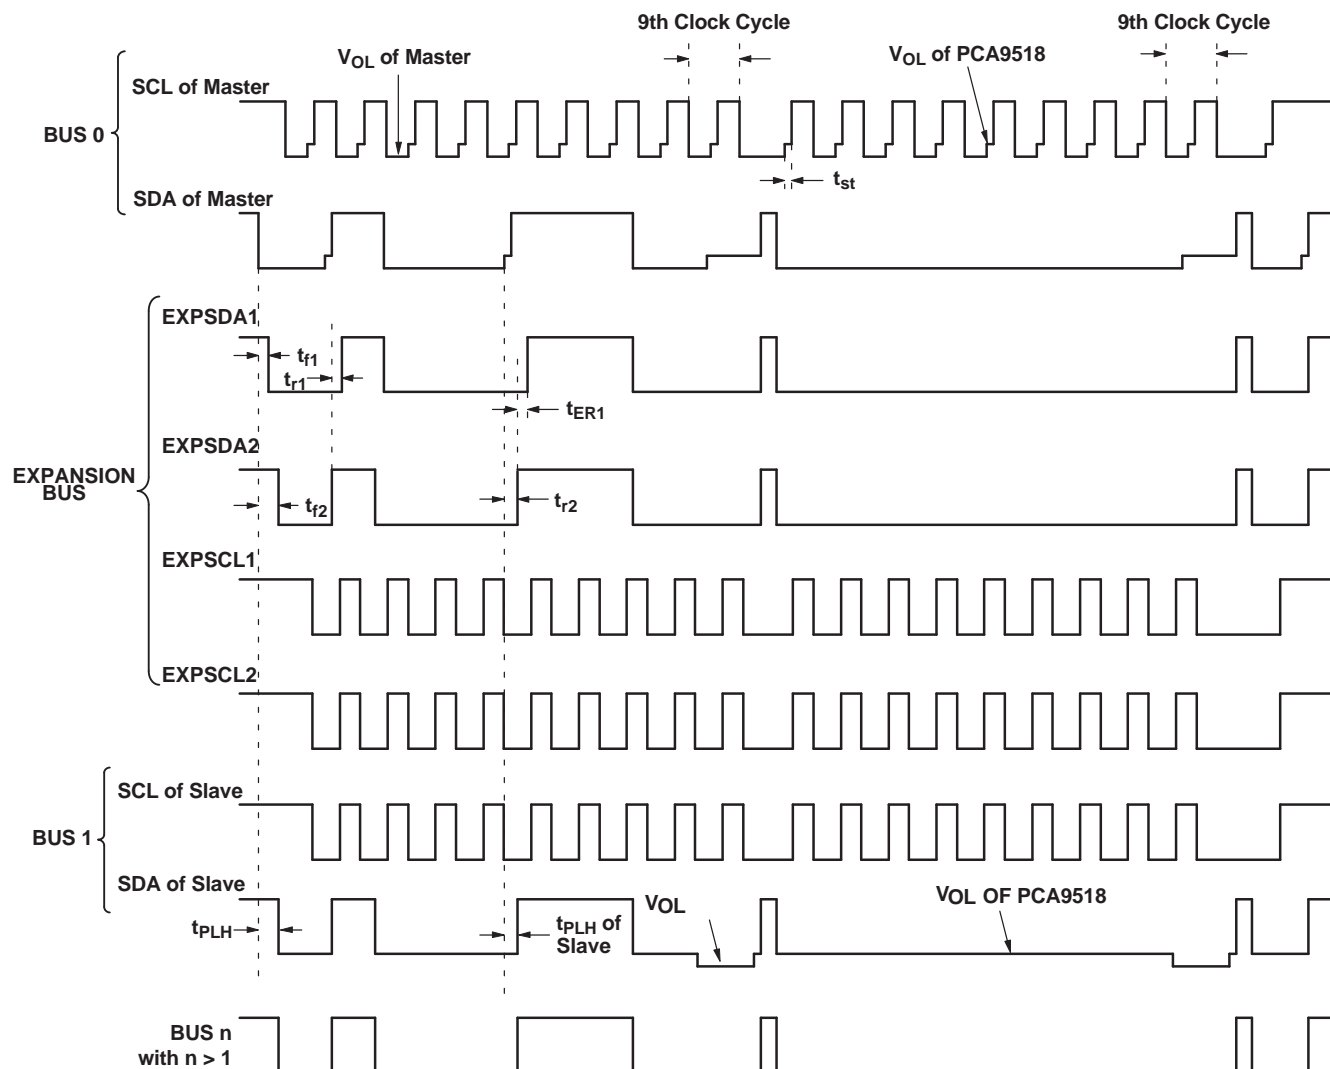 9th Clock Cycle
9th Clock Cycle
VOL of Master
VOL of PCA9518
SCL of Master
BUS 0
tst
SDA of Master
EXPSDA1
tf1
tr1
tER1
EXPSDA2
EXPANSION
BUS
tf2
tr2
EXPSCL1
EXPSCL2
SCL of Slave
BUS 1
SDA of Slave
VOL
VOL OF PCA9518
tPLH
tPLH of
Slave
BUS n
with n > 1